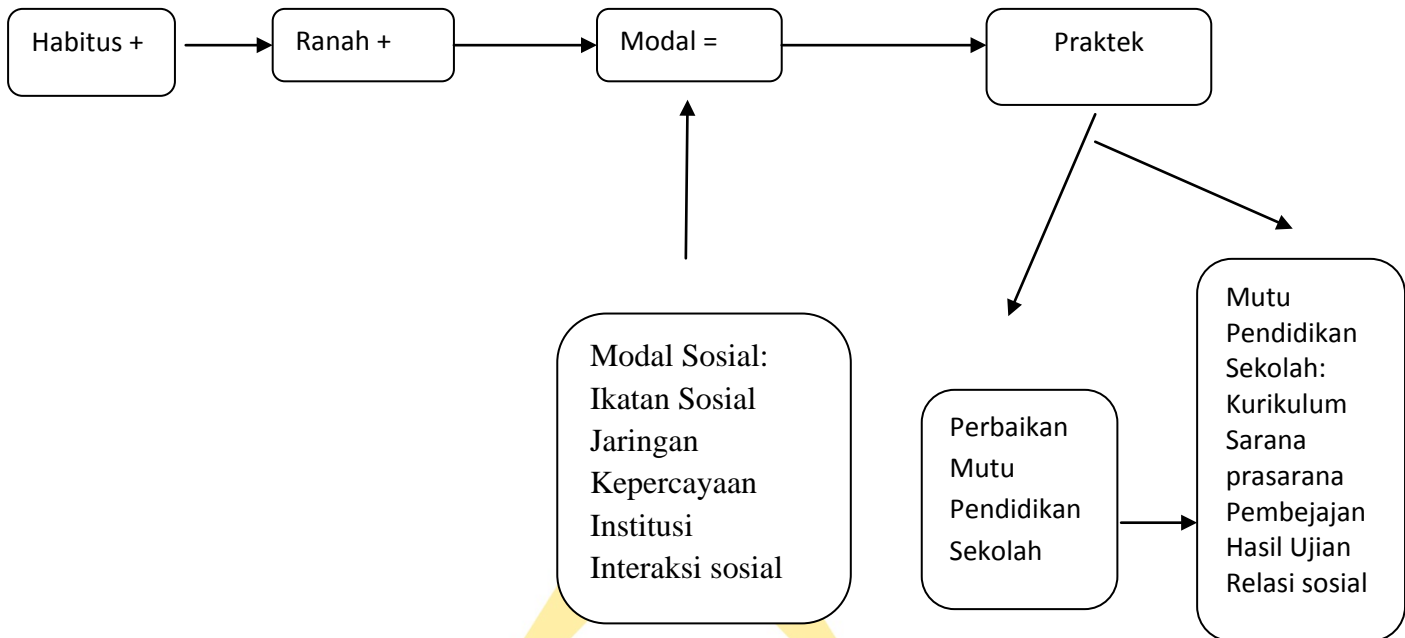 Habitus +
Ranah +
Modal =
Praktek
Modal Sosial:
Ikatan Sosial
Jaringan
Kepercayaan
Institusi
Interaksi sosial
Perbaikan
Mutu
Pendidikan
Sekolah
Mutu
Pendidikan
Sekolah:
Kurikulum
Sarana
prasarana
Pembejajan
Hasil Ujian
Relasi sosial